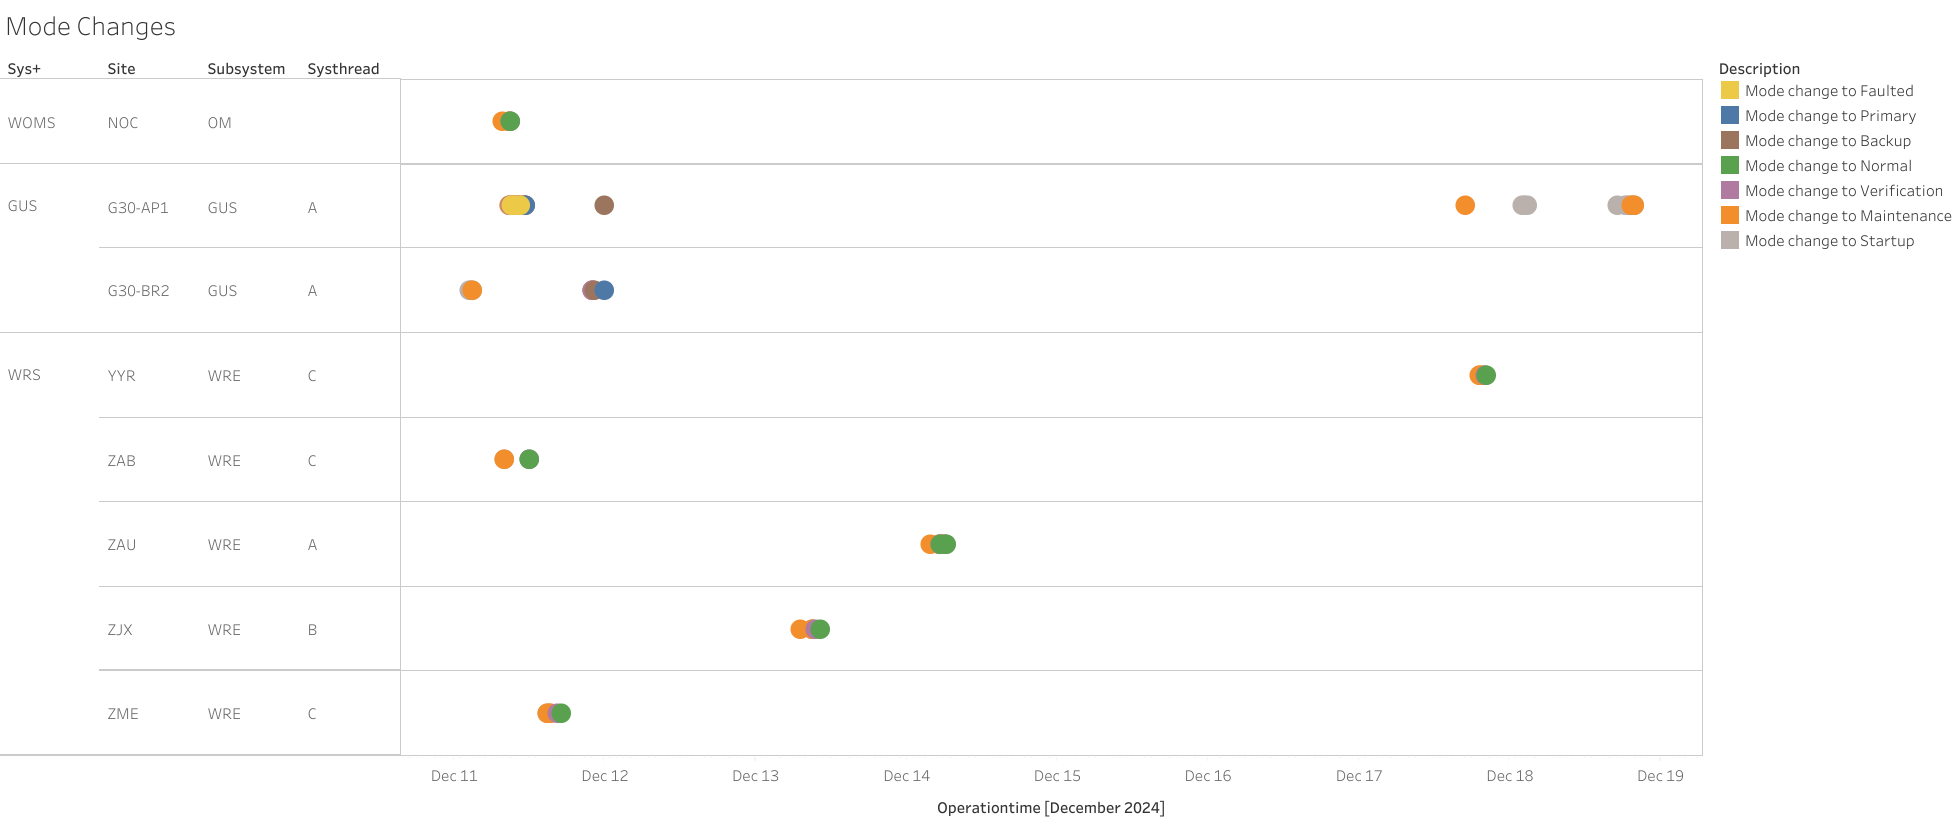 Mode Changes
Sys+ Site Subsystem Systhread
Description
Mode change to Faulted
Mode change to Primary
Mode change to Backup
Mode change to Normal
Mode change to Verification
Mode change to Maintenance
Mode change to Startup
WOMS NOC OM
GUS G30-AP1 GUS A
G30-BR2 GUS A
WRS YYR WRE C
ZAB WRE C
ZAU WRE A
ZJX WRE B
ZME WRE C
Dec 11 Dec 12 Dec 13 Dec 14 Dec 15 Dec 16 Dec 17 Dec 18 Dec 19
Operationtime [December 2024]